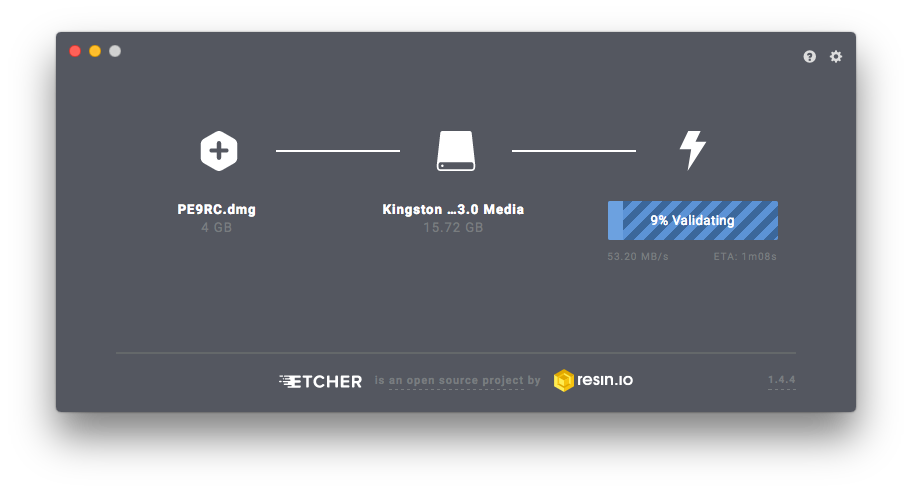 PE9RC.dmg
4 GB
Kingston ...3.0 Media
15.72 GB
9% Validating
53.20 MB/s
ETA: 1m08s
ETCHER is an open source project by resin.io
1.4.4